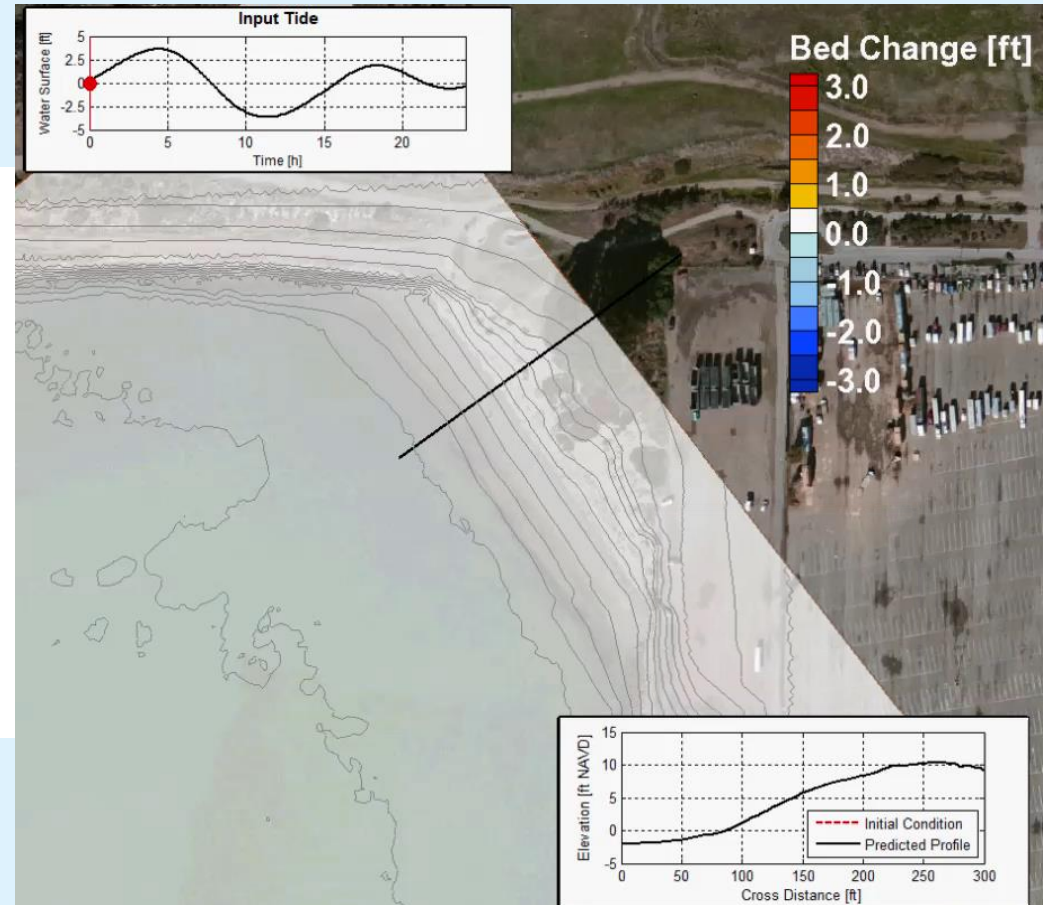 Input Tide
Water Surface [ft]
5
2.5
0
-2.5
-5
0 5 10 15 20
Time [h]
Bed Change [ft]
3.0
2.0
1.0
0.0
-1.0
-2.0
-3.0
Elevation [ft NAVD]
15
10
5
0
-5
Initial Condition
Predicted Profile
0 50 100 150 200 250 300
Cross Distance [ft]